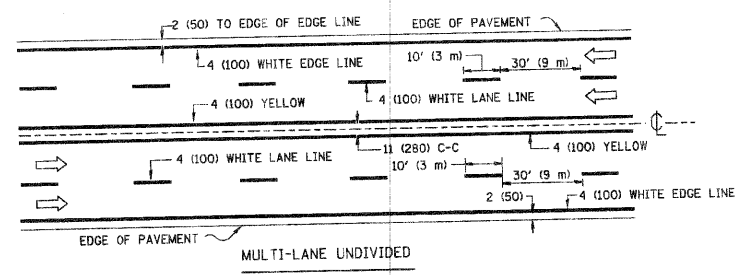 2 (50) TO EDGE OF EDGE LINE
EDGE OF PAVEMENT
4 (100) WHITE EDGE LINE
10' (3 m)
30' (9 m)
4 (100) YELLOW
4 (100) WHITE LANE LINE
℄
4 (100) WHITE LANE LINE
11 (280) C-C
4 (100) YELLOW
10' (3 m)
30' (9 m)
2 (50)
4 (100) WHITE EDGE LINE
EDGE OF PAVEMENT
MULTI-LANE UNDIVIDED